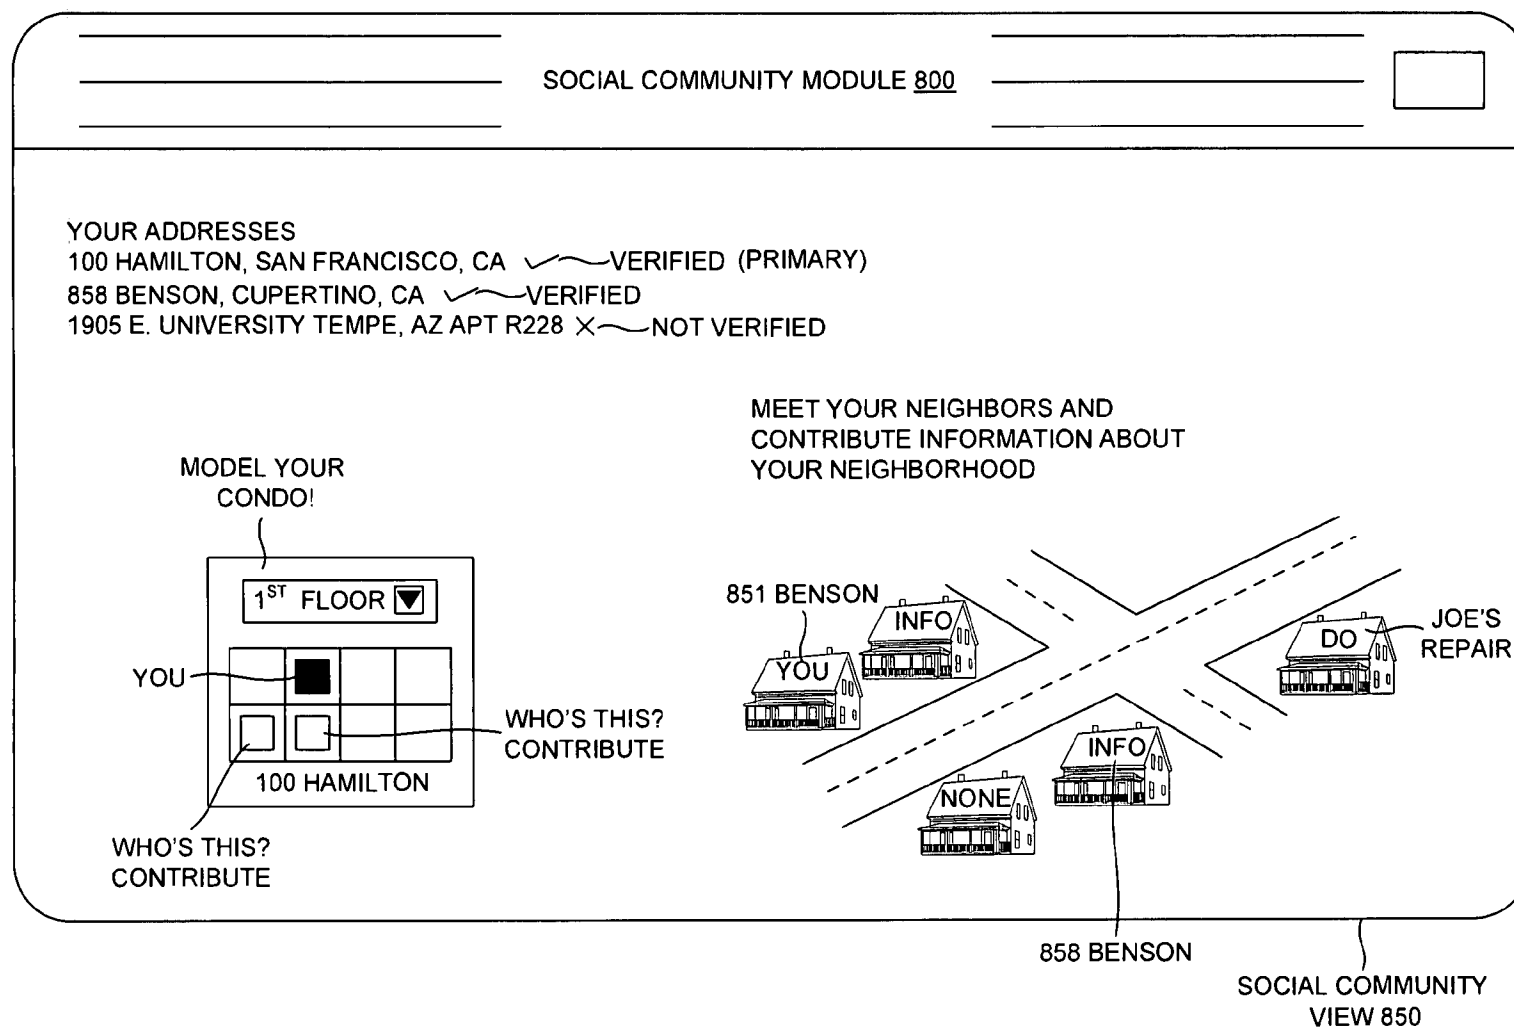 SOCIAL COMMUNITY MODULE 800
YOUR ADDRESSES
100 HAMILTON, SAN FRANCISCO, CA VERIFIED (PRIMARY)
858 BENSON, CUPERTINO, CA VERIFIED
1905 E. UNIVERSITY TEMPE, AZ APT R228 NOT VERIFIED
MEET YOUR NEIGHBORS AND
CONTRIBUTE INFORMATION ABOUT
YOUR NEIGHBORHOOD
MODEL YOUR
CONDO!
1ST FLOOR
YOU
WHO'S THIS?
CONTRIBUTE
100 HAMILTON
WHO'S THIS?
CONTRIBUTE
851 BENSON
INFO
YOU
DO
JOE'S
REPAIR
INFO
NONE
858 BENSON
SOCIAL COMMUNITY
VIEW 850